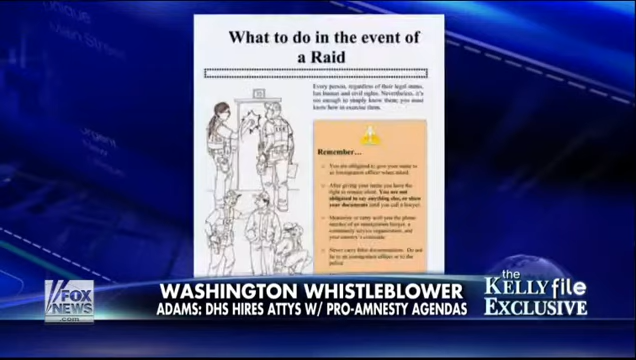 What to do in the event of
a Raid
Every person, regardless of their legal status,
has human and civil rights. Nevertheless, it's
not enough to simply know them; you must
know how to exercise them.
Remember...
You are obligated to give your name to
an immigration officer when asked.
After giving your name you have the
right to remain silent. You are not
obligated to say anything else, or show
your documents until you call a lawyer.
Memorize or carry with you the phone
number of an immigration lawyer, a
community service organization, and
your country's consulate.
Never carry false documentation. Do not
lie to an immigration officer or to the
police.
FOX
NEWS
.com
WASHINGTON WHISTLEBLOWER
ADAMS: DHS HIRES ATTYS W/ PRO-AMNESTY AGENDAS
the
KELLY file
EXCLUSIVE